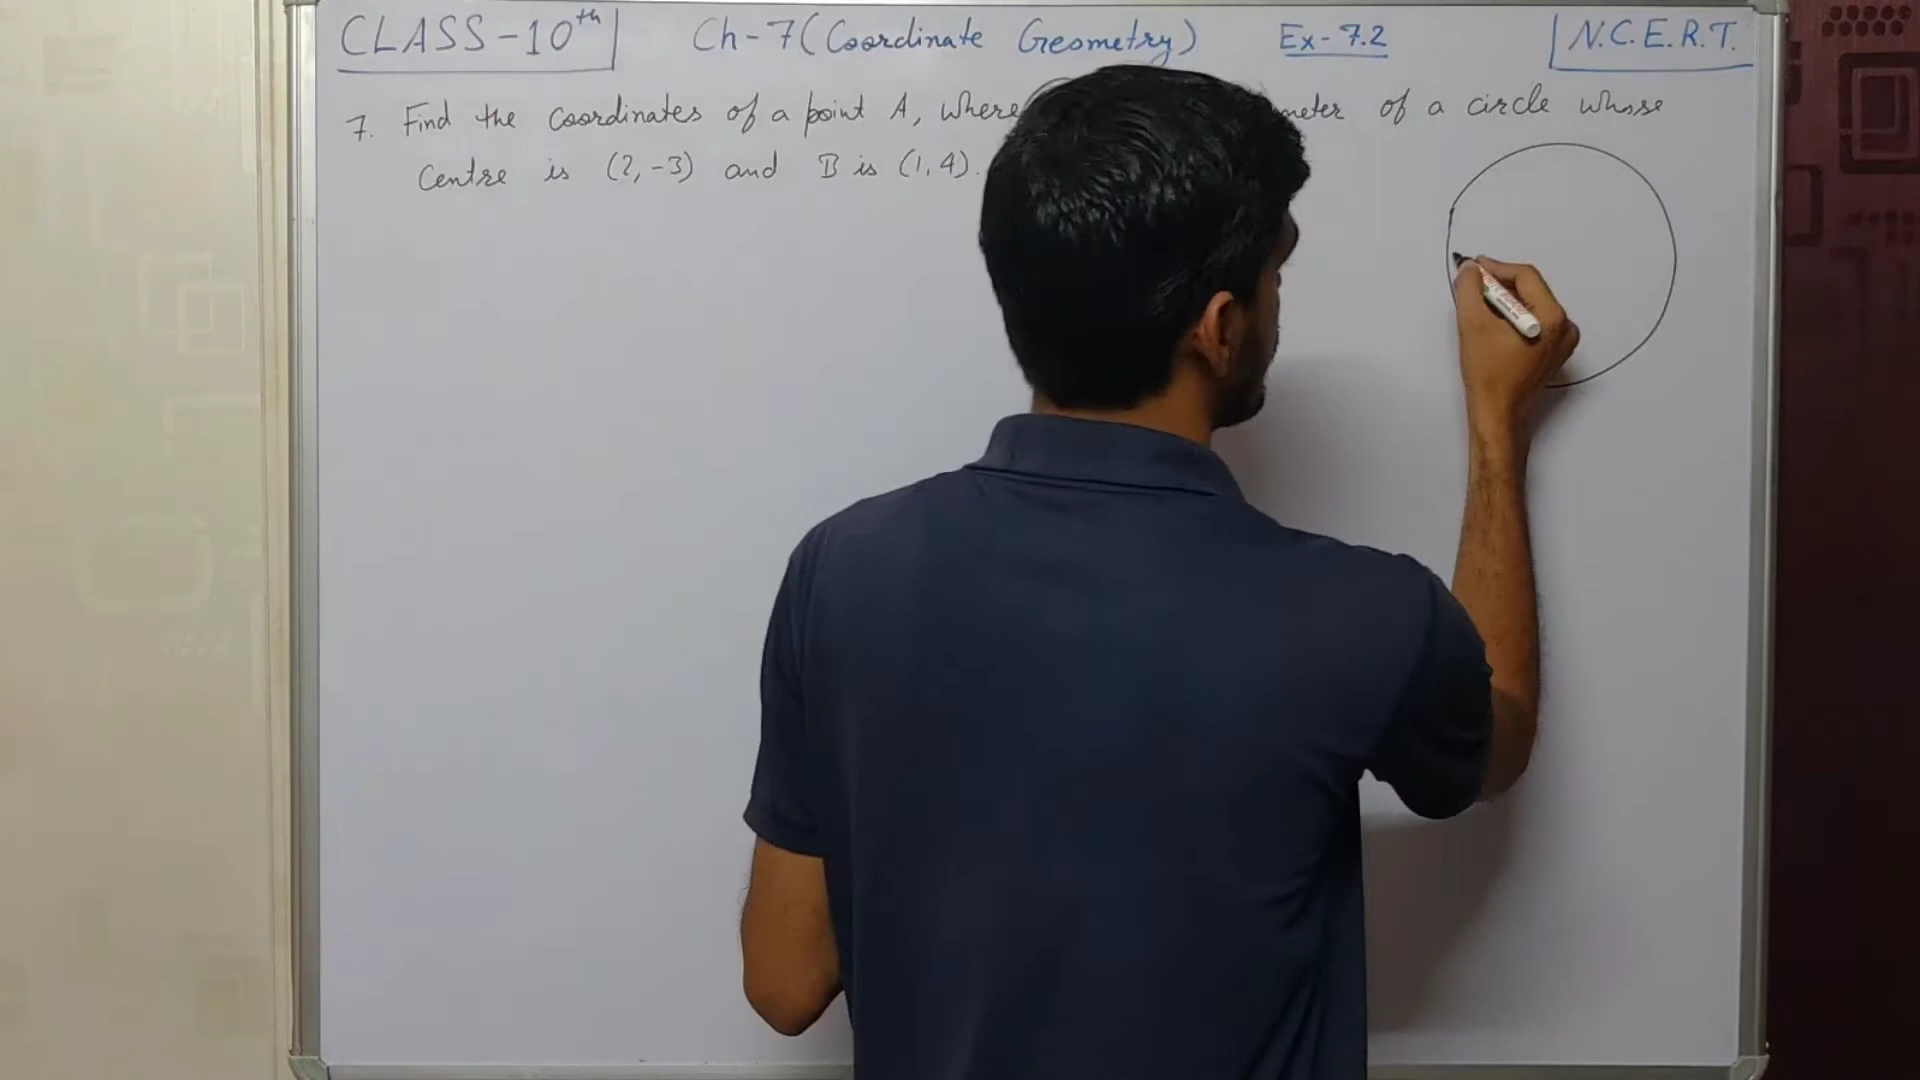 CLASS-10th Ch-7 (Coordinate Geometry) Ex-7.2 N.C.E.R.T.
7. Find the coordinates of a point A, where meter of a circle whose
Centre is (2, -3) and B is (1, 4).